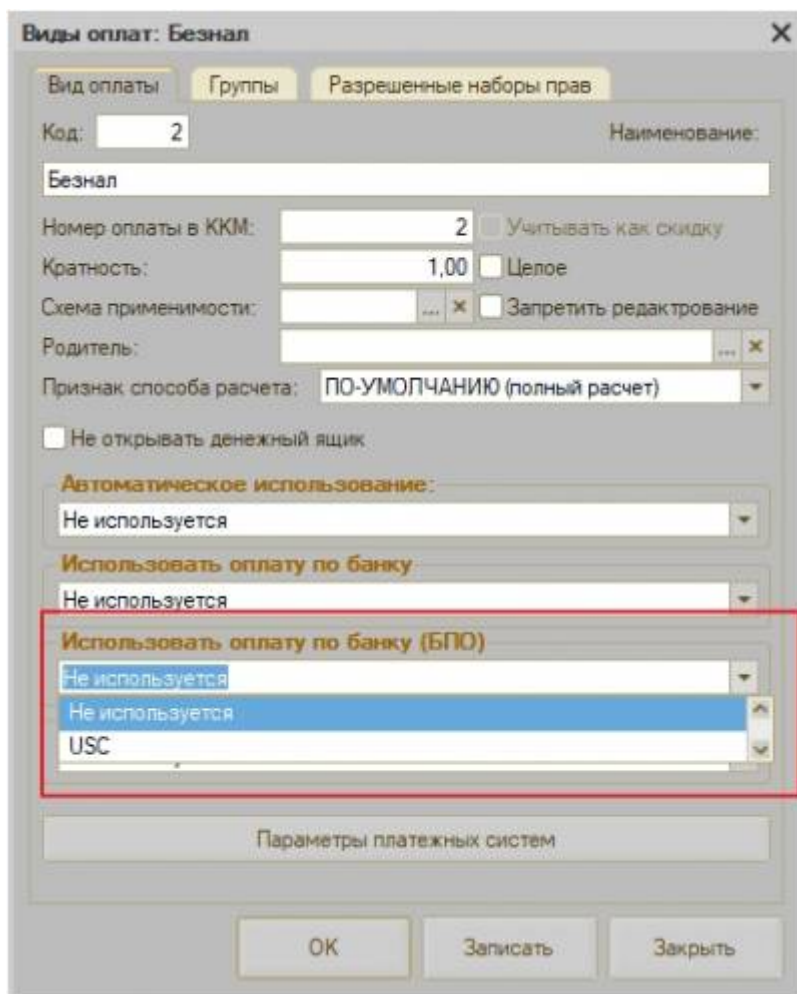 Виды оплат: Безнал
Вид оплаты Группы Разрешенные наборы прав
Код: 2 Наименование:
Безнал
Номер оплаты в ККМ: 2 Учитывать как скидку
Кратность: 1,00 Целое
Схема применимости: ... Запретить редактрование
Родитель: ...
Признак способа расчета: ПО-УМОЛЧАНИЮ (полный расчет)
Не открывать денежный ящик
Автоматическое использование:
Не используется
Использовать оплату по банку
Не используется
Использовать оплату по банку (БПО)
Не используется
Не используется
USC
Параметры платежных систем
OK Записать Закрыть